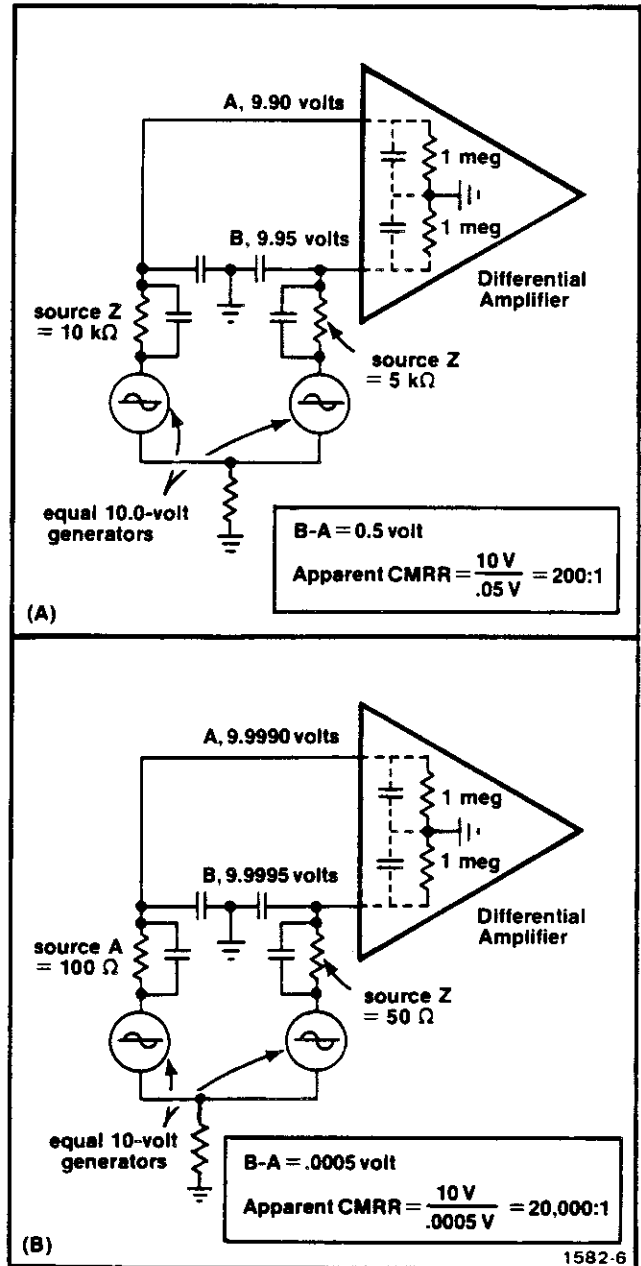 A, 9.90 volts
1 meg
1 meg
B, 9.95 volts
Differential
Amplifier
source Z
= 10 kΩ
source Z
= 5 kΩ
equal 10.0-volt
generators
B-A = 0.5 volt
Apparent CMRR = 10 V / .05 V = 200:1
(A)
A, 9.9990 volts
1 meg
1 meg
B, 9.9995 volts
Differential
Amplifier
source A
= 100 Ω
source Z
= 50 Ω
equal 10-volt
generators
B-A = .0005 volt
Apparent CMRR = 10 V / .0005 V = 20,000:1
(B)
1582-6